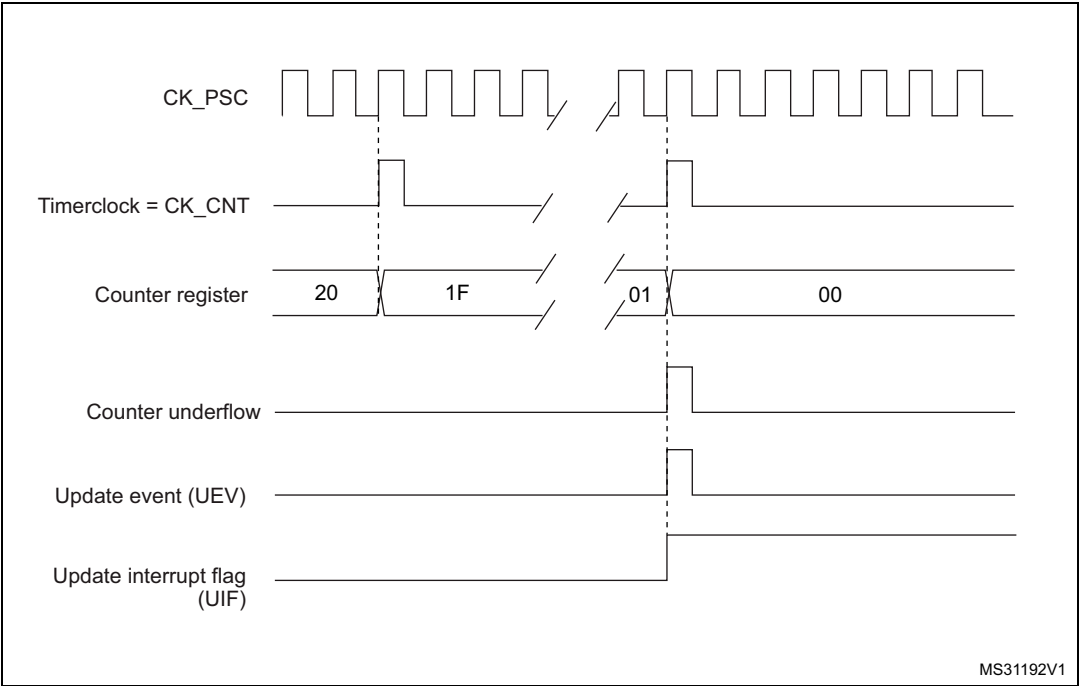 CK_PSC
Timerclock = CK_CNT
Counter register
20
1F
01
00
Counter underflow
Update event (UEV)
Update interrupt flag
(UIF)
MS31192V1